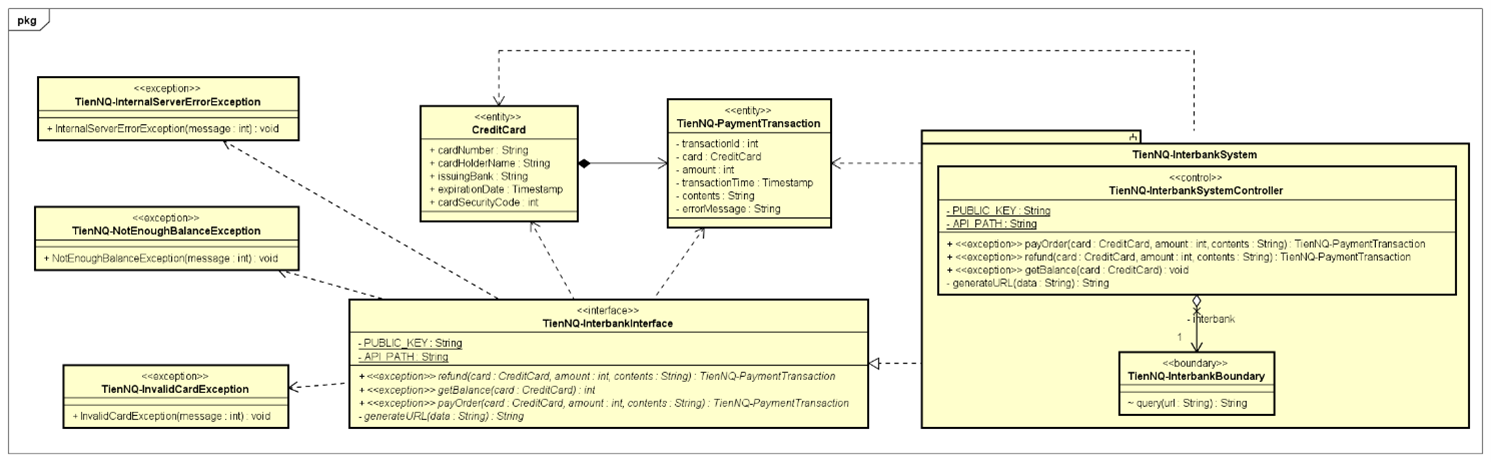 pkg
<<exception>>
TienNQ-InternalServerErrorException
+ InternalServerErrorException(message : int) : void
<<exception>>
TienNQ-NotEnoughBalanceException
+ NotEnoughBalanceException(message : int) : void
<<exception>>
TienNQ-InvalidCardException
+ InvalidCardException(message : int) : void
<<entity>>
CreditCard
+ cardNumber : String
+ cardHolderName : String
+ issuingBank : String
+ expirationDate : Timestamp
+ cardSecurityCode : int
<<entity>>
TienNQ-PaymentTransaction
- transactionId : int
- card : CreditCard
- amount : int
- transactionTime : Timestamp
- contents : String
- errorMessage : String
<<interface>>
TienNQ-InterbankInterface
- PUBLIC_KEY : String
- API_PATH : String
+ <<exception>> refund(card : CreditCard, amount : int, contents : String) : TienNQ-PaymentTransaction
+ <<exception>> getBalance(card : CreditCard) : int
+ <<exception>> payOrder(card : CreditCard, amount : int, contents : String) : TienNQ-PaymentTransaction
- generateURL(data : String) : String
TienNQ-InterbankSystem
<<control>>
TienNQ-InterbankSystemController
- PUBLIC_KEY : String
- API_PATH : String
+ <<exception>> payOrder(card : CreditCard, amount : int, contents : String) : TienNQ-PaymentTransaction
+ <<exception>> refund(card : CreditCard, amount : int, contents : String) : TienNQ-PaymentTransaction
+ <<exception>> getBalance(card : CreditCard) : void
- generateURL(data : String) : String
- interbank
1
<<boundary>>
TienNQ-InterbankBoundary
~ query(url : String) : String